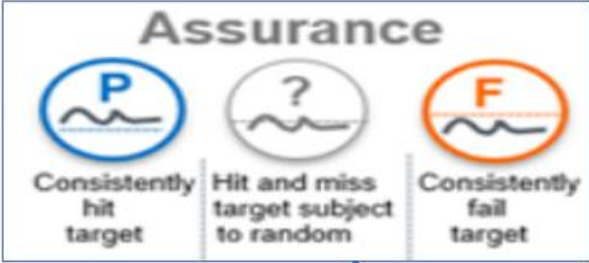 Assurance
P
?
F
Consistently
hit
target
Hit and miss
target subject
to random
Consistently
fail
target